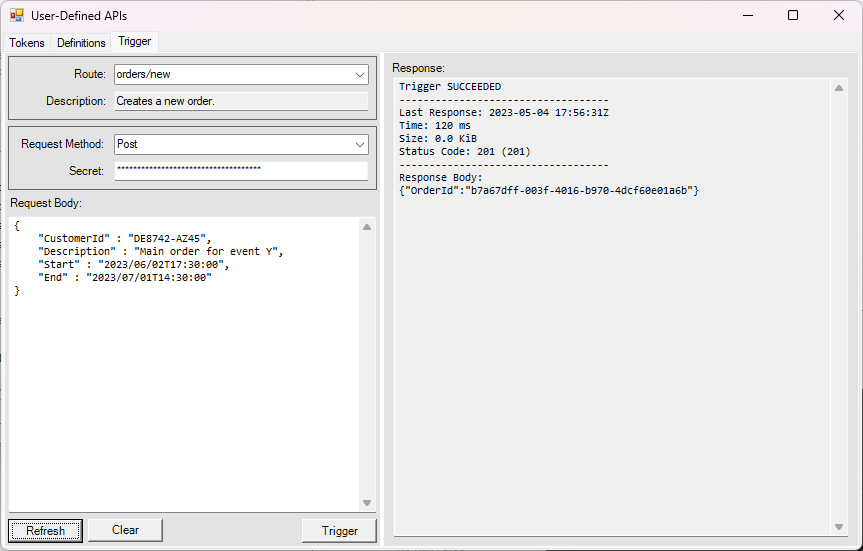 User-Defined APIs
Tokens Definitions Trigger
Route: orders/new
Description: Creates a new order.
Request Method: Post
Secret: ************************************
Request Body:
{
    "CustomerId" : "DE8742-AZ45",
    "Description" : "Main order for event Y",
    "Start" : "2023/06/02T17:30:00",
    "End" : "2023/07/01T14:30:00"
}
Refresh Clear Trigger
Response:
Trigger SUCCEEDED
-----------------------------------
Last Response: 2023-05-04 17:56:31Z
Time: 120 ms
Size: 0.0 KiB
Status Code: 201 (201)
-----------------------------------
Response Body:
{"OrderId":"b7a67dff-003f-4016-b970-4dcf60e01a6b"}